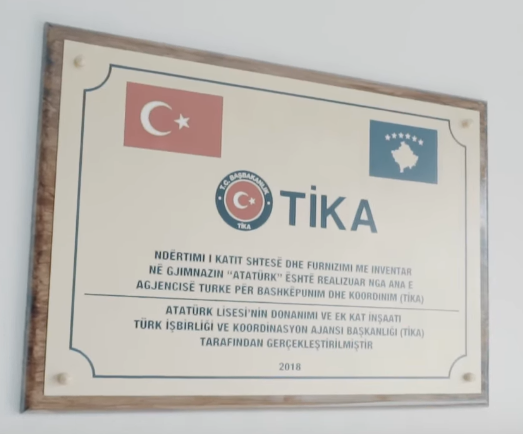 T.C. BAŞBAKANLIK
TİKA
TİKA
NDËRTIMI I KATIT SHTESË DHE FURNIZIMI ME INVENTAR
NË GJIMNAZIN "ATATÜRK" ËSHTË REALIZUAR NGA ANA E
AGJENCISË TURKE PËR BASHKËPUNIM DHE KOORDINIM (TİKA)
ATATÜRK LİSESİ'NİN DONANIMI VE EK KAT İNŞAATI
TÜRK İŞBİRLİĞİ VE KOORDİNASYON AJANSI BAŞKANLIĞI (TİKA)
TARAFINDAN GERÇEKLEŞTİRİLMİŞTİR
2018